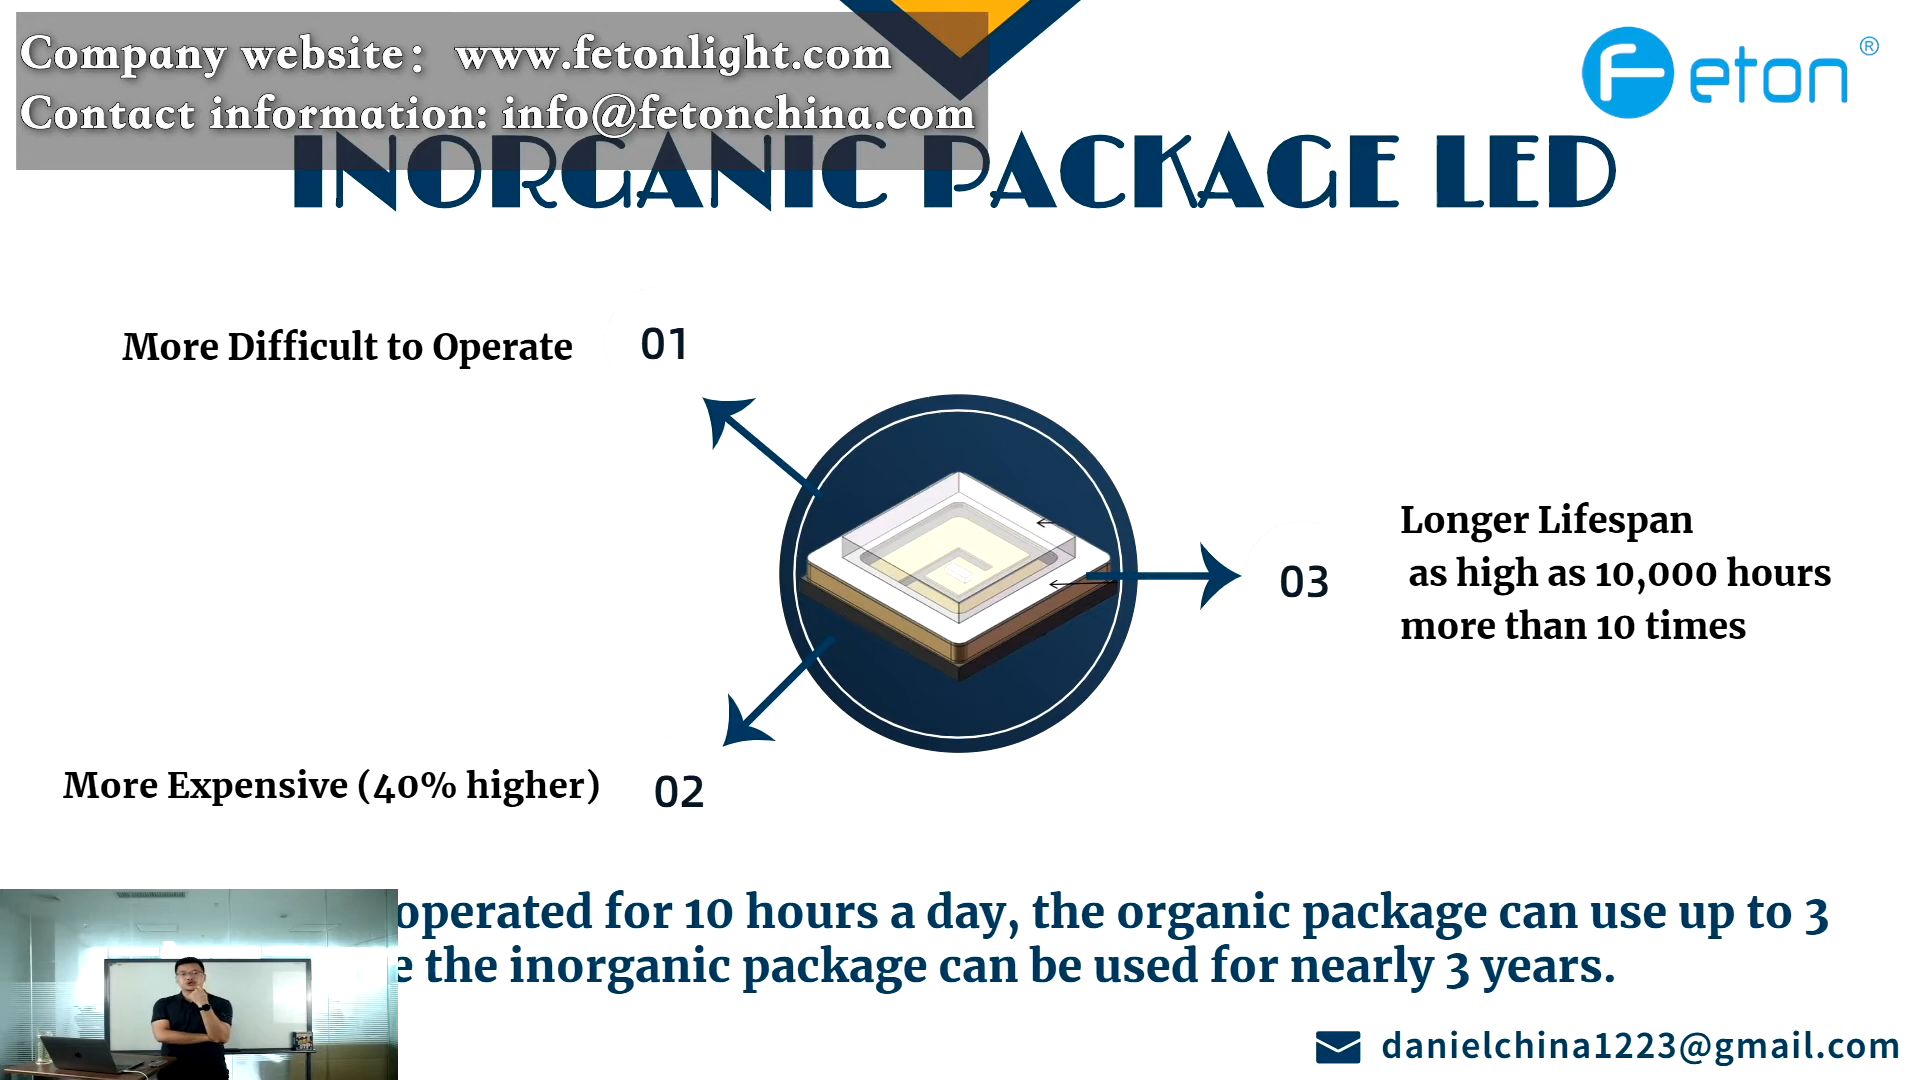 Company website： www.fetonlight.com
Contact information: info@fetonchina.com
Feton®
INORGANIC PACKAGE LED
More Difficult to Operate
01
Longer Lifespan
as high as 10,000 hours
more than 10 times
03
More Expensive (40% higher)
02
operated for 10 hours a day, the organic package can use up to 3
the inorganic package can be used for nearly 3 years.
danielchina1223@gmail.com